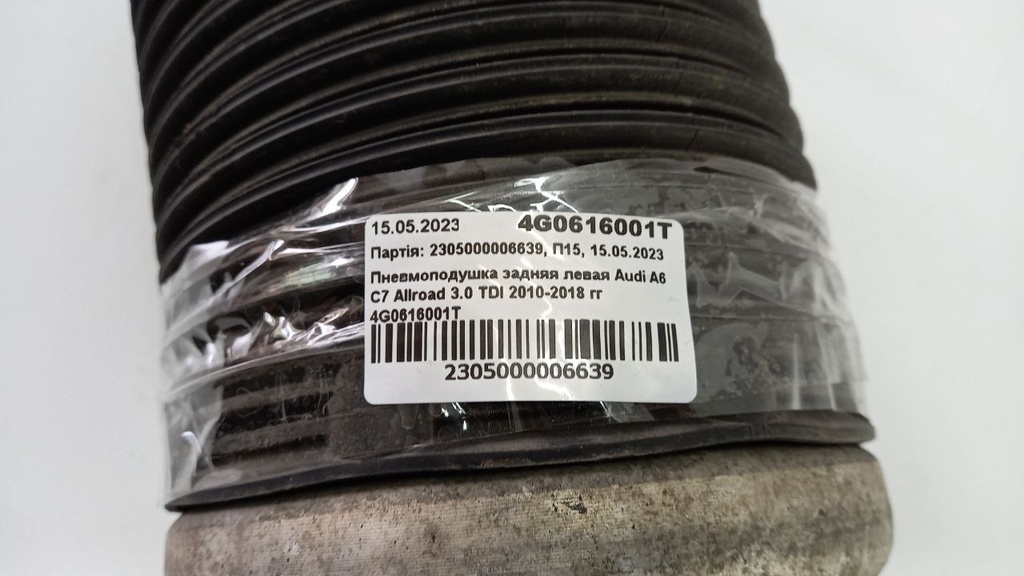 15.05.2023 4G0616001T
Партія: 2305000006639, П15, 15.05.2023
Пневмоподушка задняя левая Audi A6
C7 Allroad 3.0 TDI 2010-2018 гг
4G0616001T
2305000006639